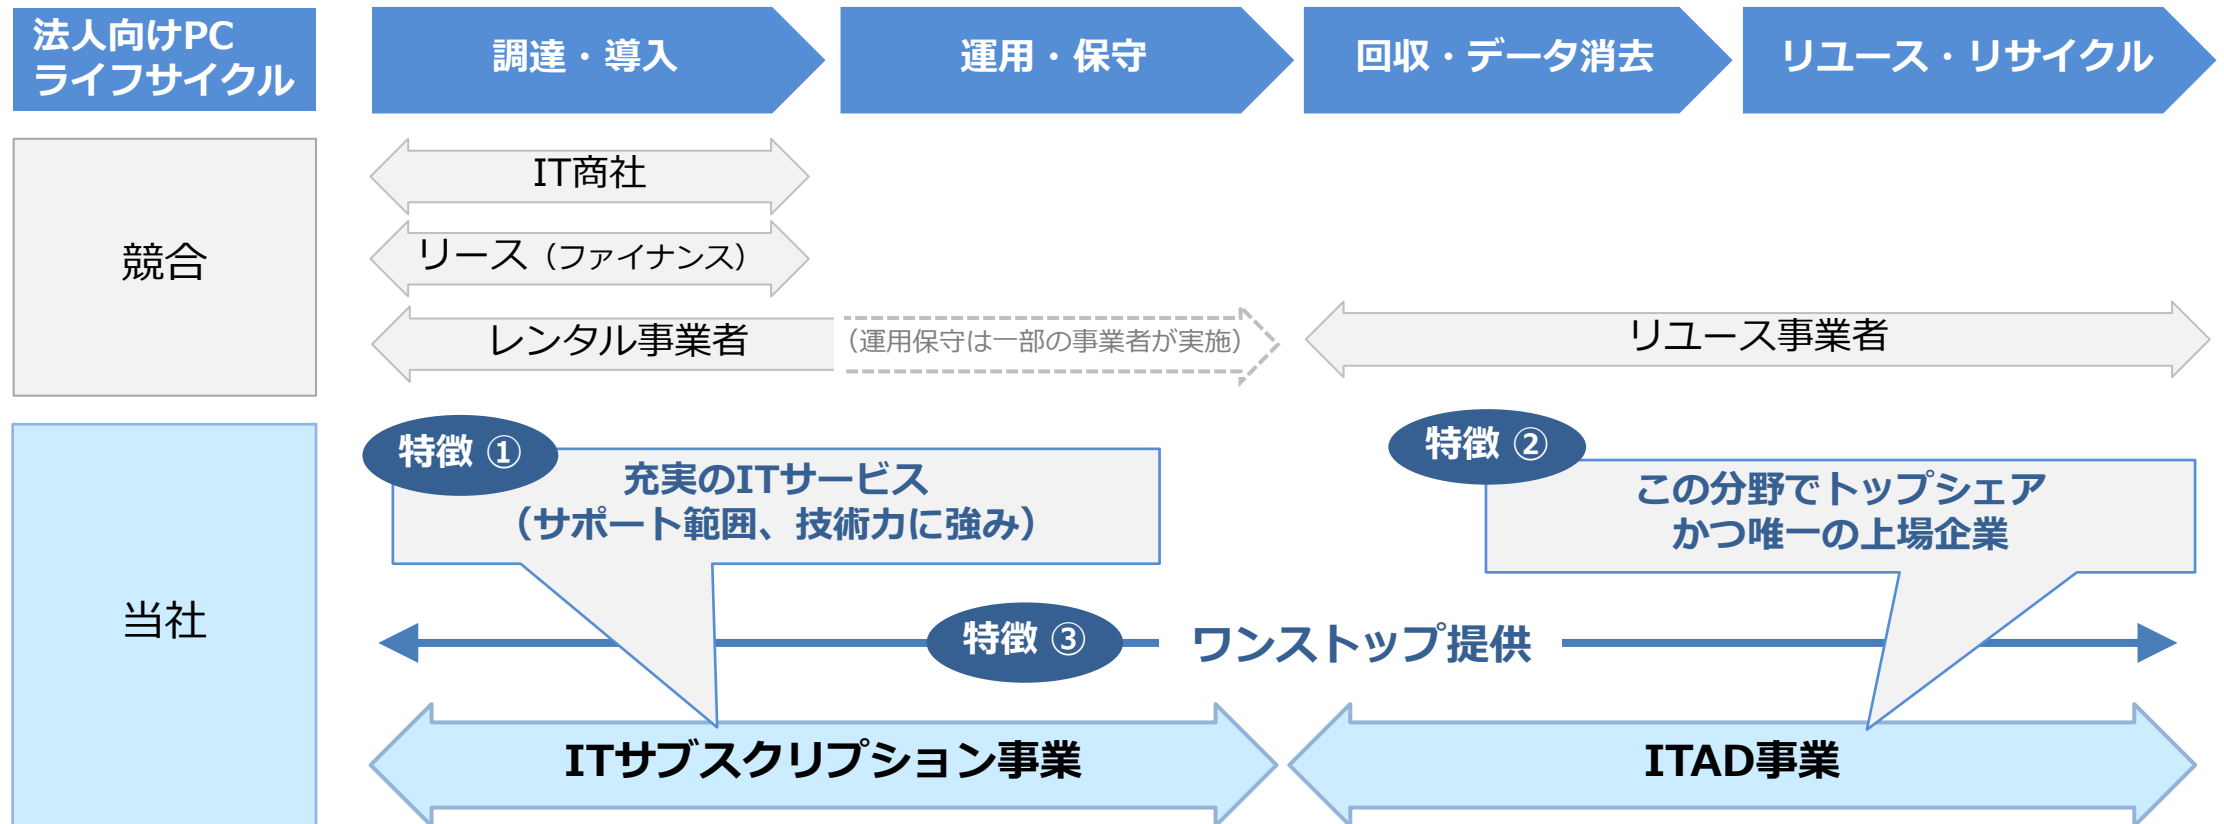 法人向けPC
ライフサイクル
調達・導入
運用・保守
回収・データ消去
リユース・リサイクル
競合
IT商社
リース（ファイナンス）
レンタル事業者
（運用保守は一部の事業者が実施）
リユース事業者
当社
特徴 ①
充実のITサービス
（サポート範囲、技術力に強み）
特徴 ②
この分野でトップシェア
かつ唯一の上場企業
特徴 ③
ワンストップ提供
ITサブスクリプション事業
ITAD事業